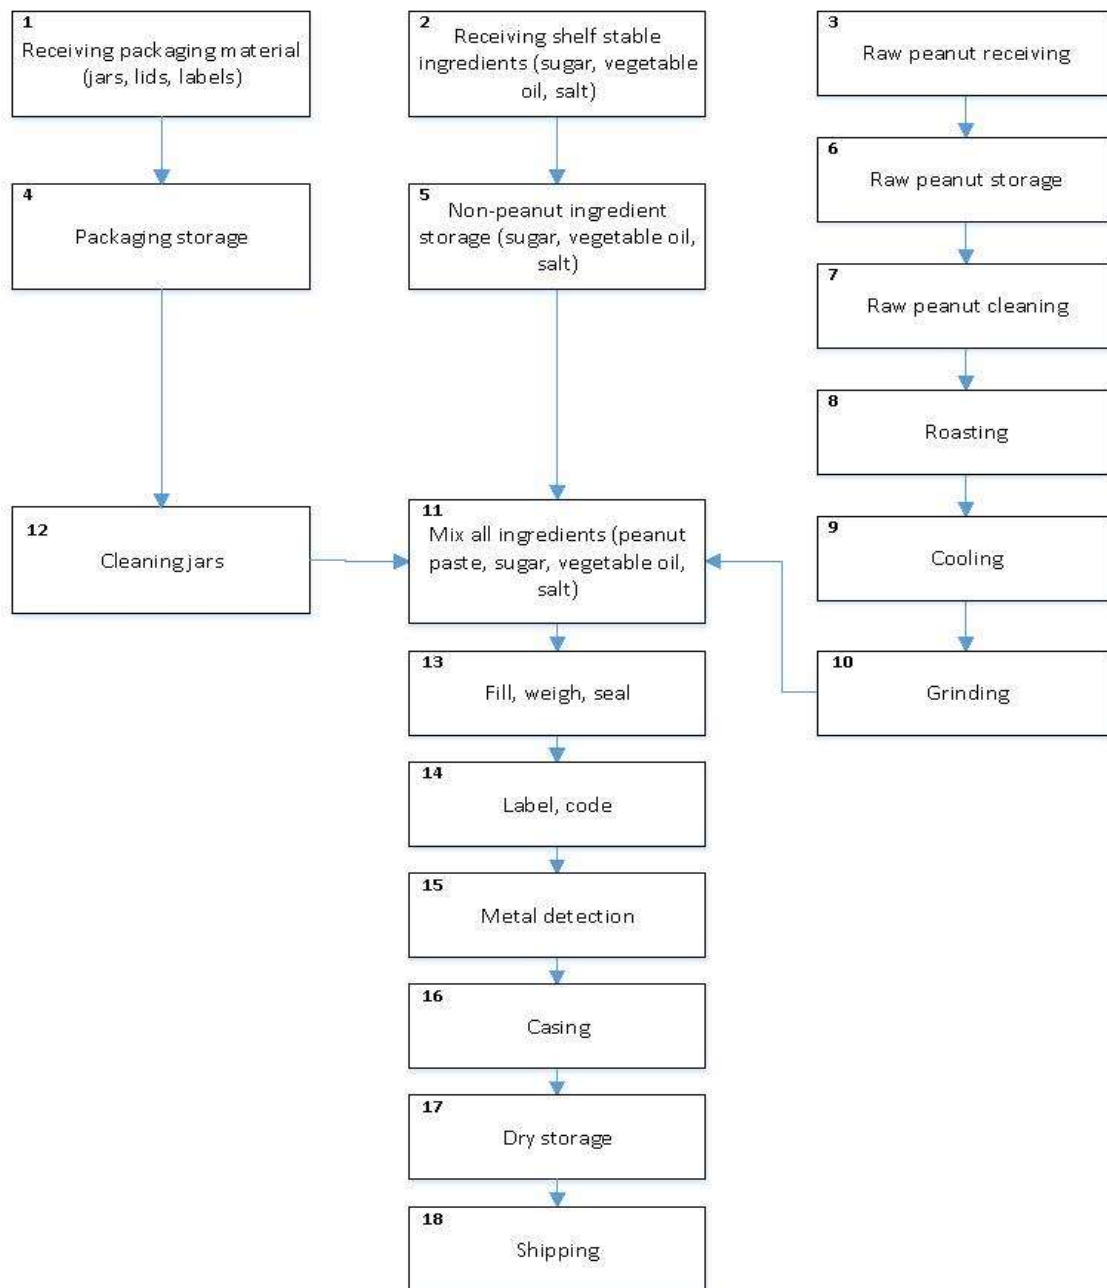 1
Receiving packaging material
(jars, lids, labels)
2
Receiving shelf stable
ingredients (sugar, vegetable
oil, salt)
3
Raw peanut receiving
4
Packaging storage
5
Non-peanut ingredient
storage (sugar, vegetable oil,
salt)
6
Raw peanut storage
7
Raw peanut cleaning
8
Roasting
9
Cooling
10
Grinding
11
Mix all ingredients (peanut
paste, sugar, vegetable oil,
salt)
12
Cleaning jars
13
Fill, weigh, seal
14
Label, code
15
Metal detection
16
Casing
17
Dry storage
18
Shipping